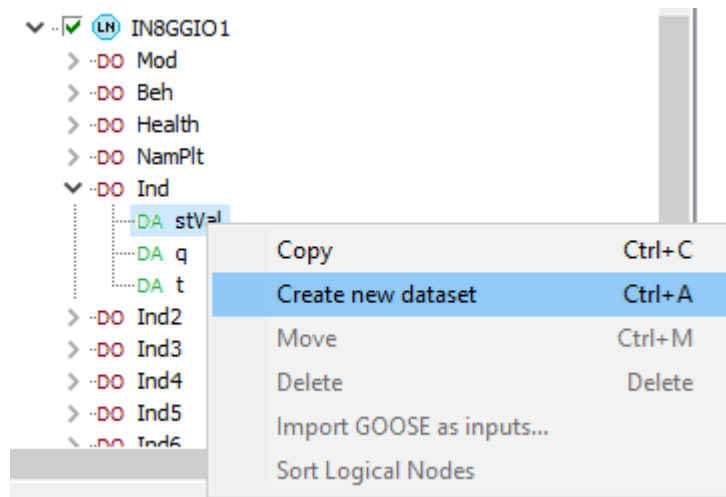 LN IN8GGIO1
DO Mod
DO Beh
DO Health
DO NamPlt
DO Ind
DA stVal
DA q
DA t
DO Ind2
DO Ind3
DO Ind4
DO Ind5
DO Ind6
Copy Ctrl+C
Create new dataset Ctrl+A
Move Ctrl+M
Delete Delete
Import GOOSE as inputs...
Sort Logical Nodes